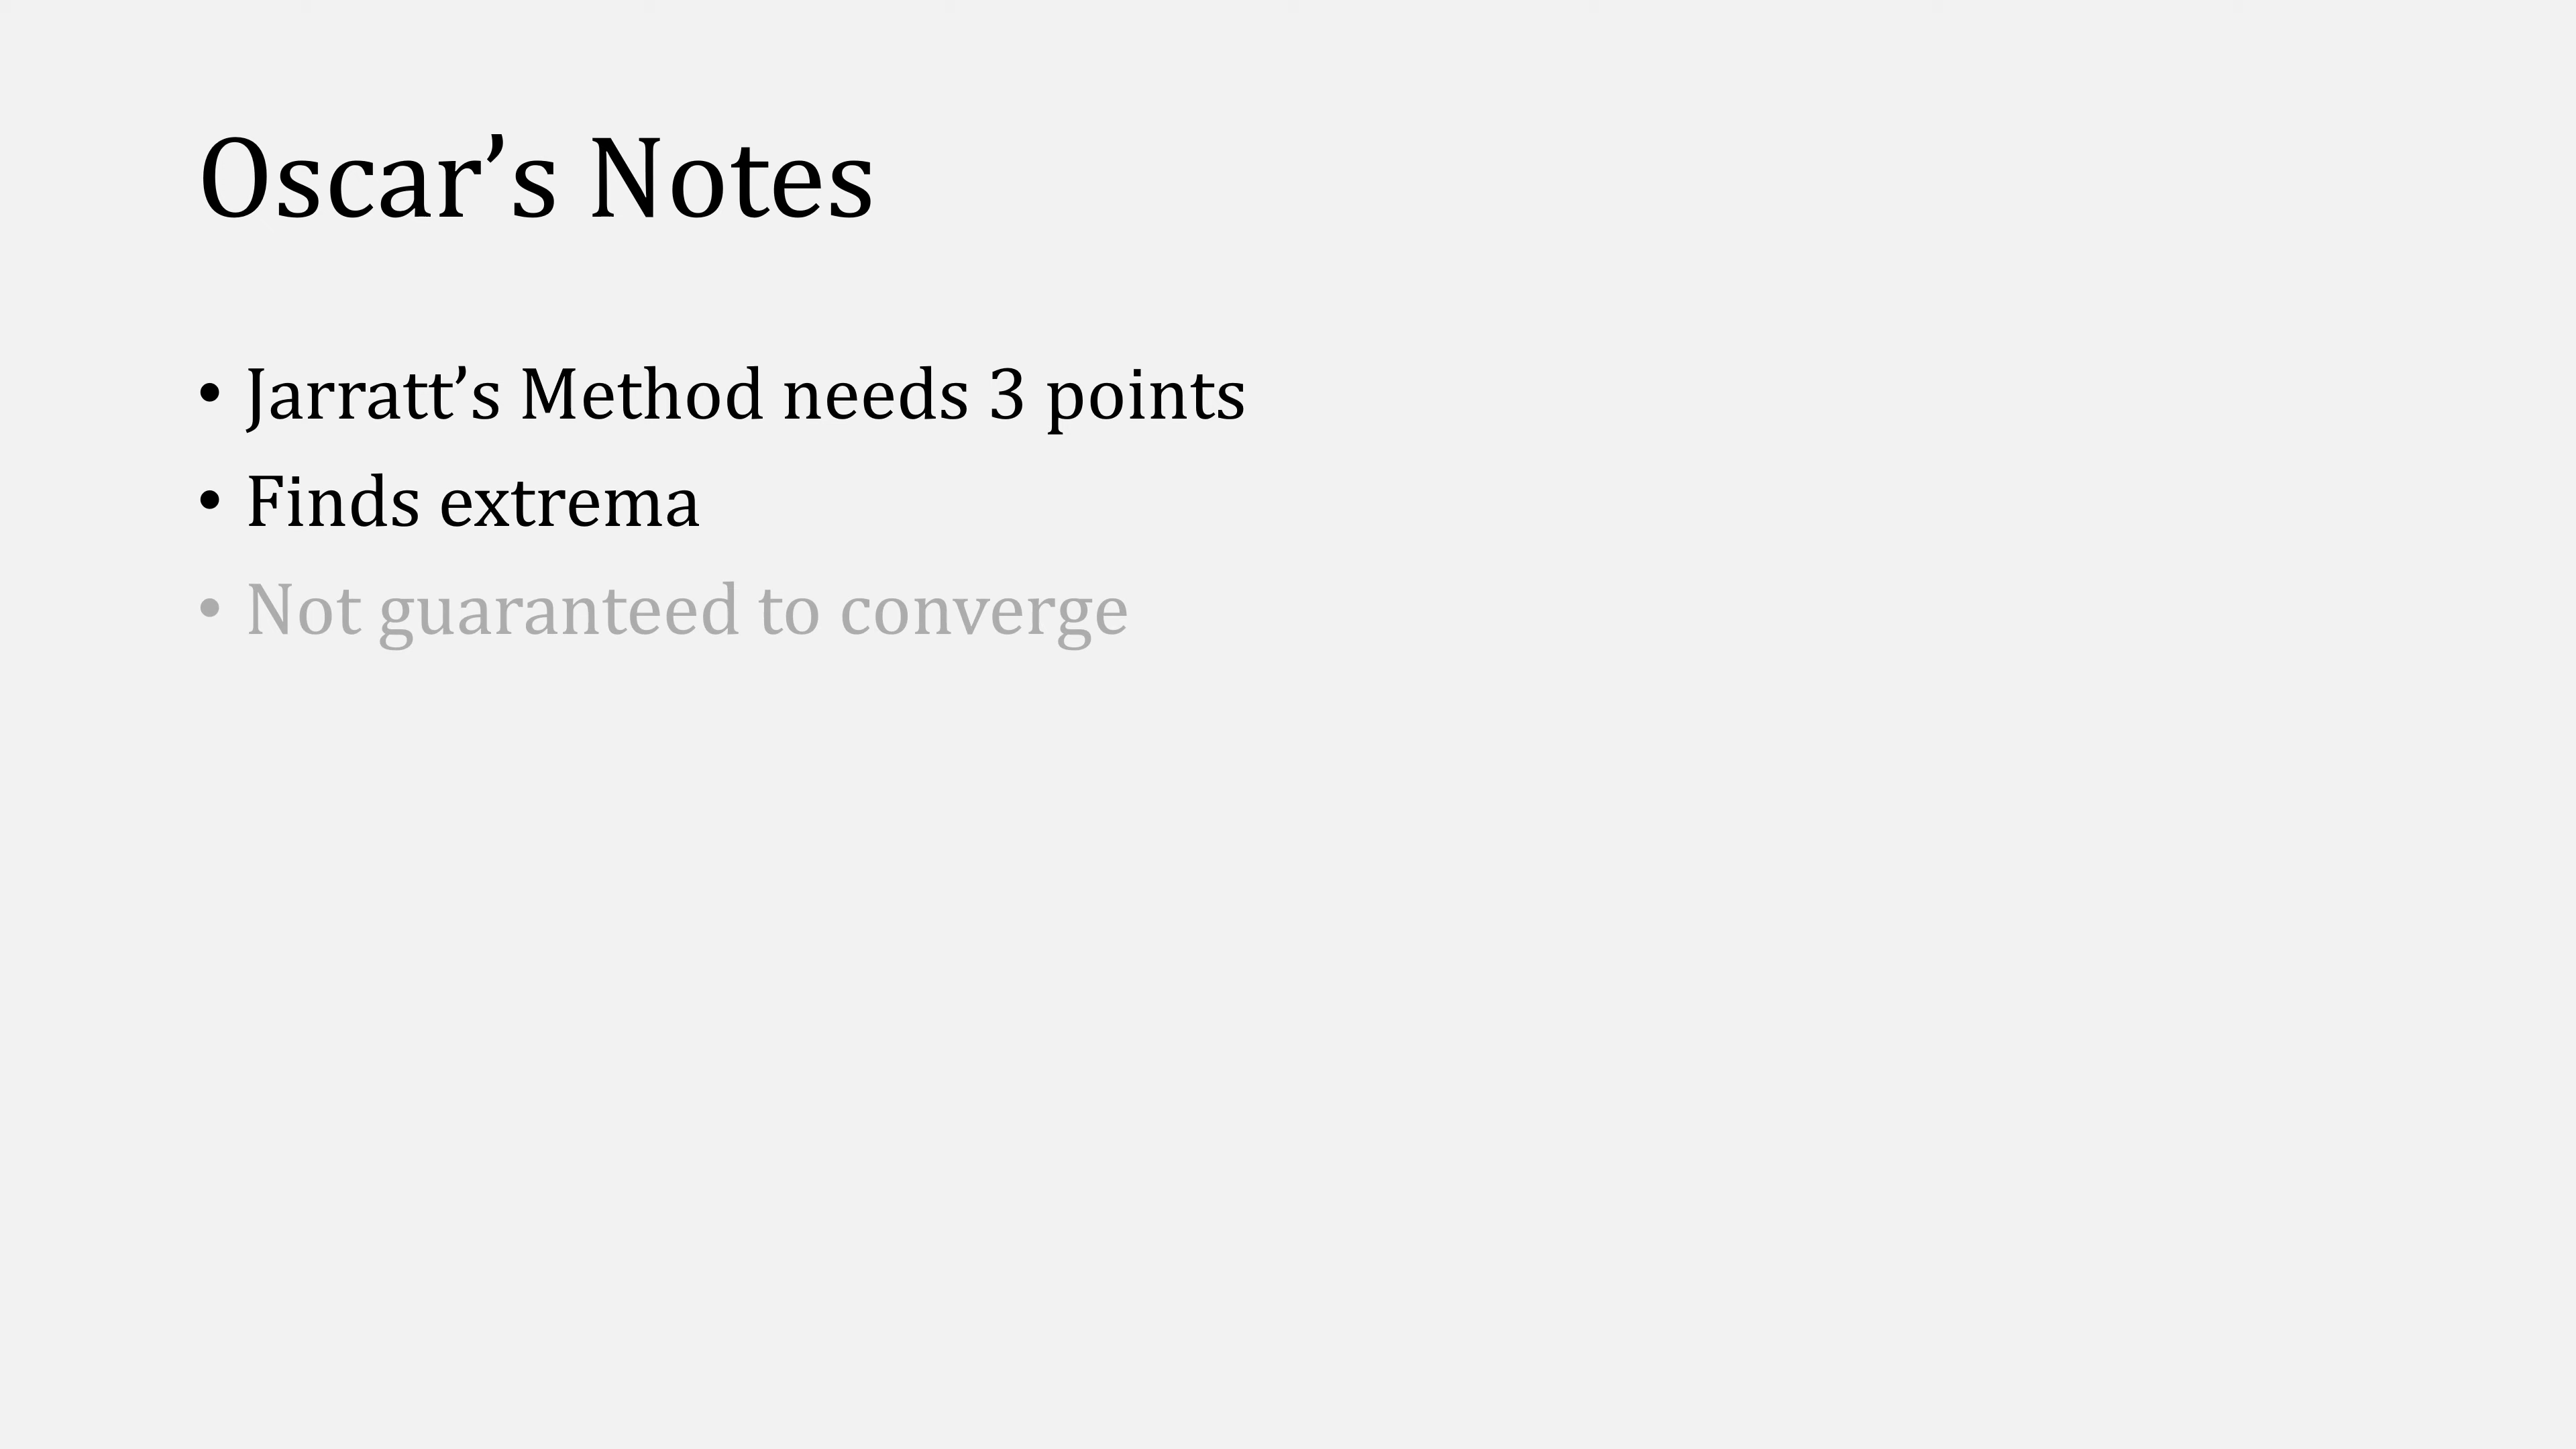 Oscar’s Notes
• Jarratt’s Method needs 3 points
• Finds extrema
• Not guaranteed to converge